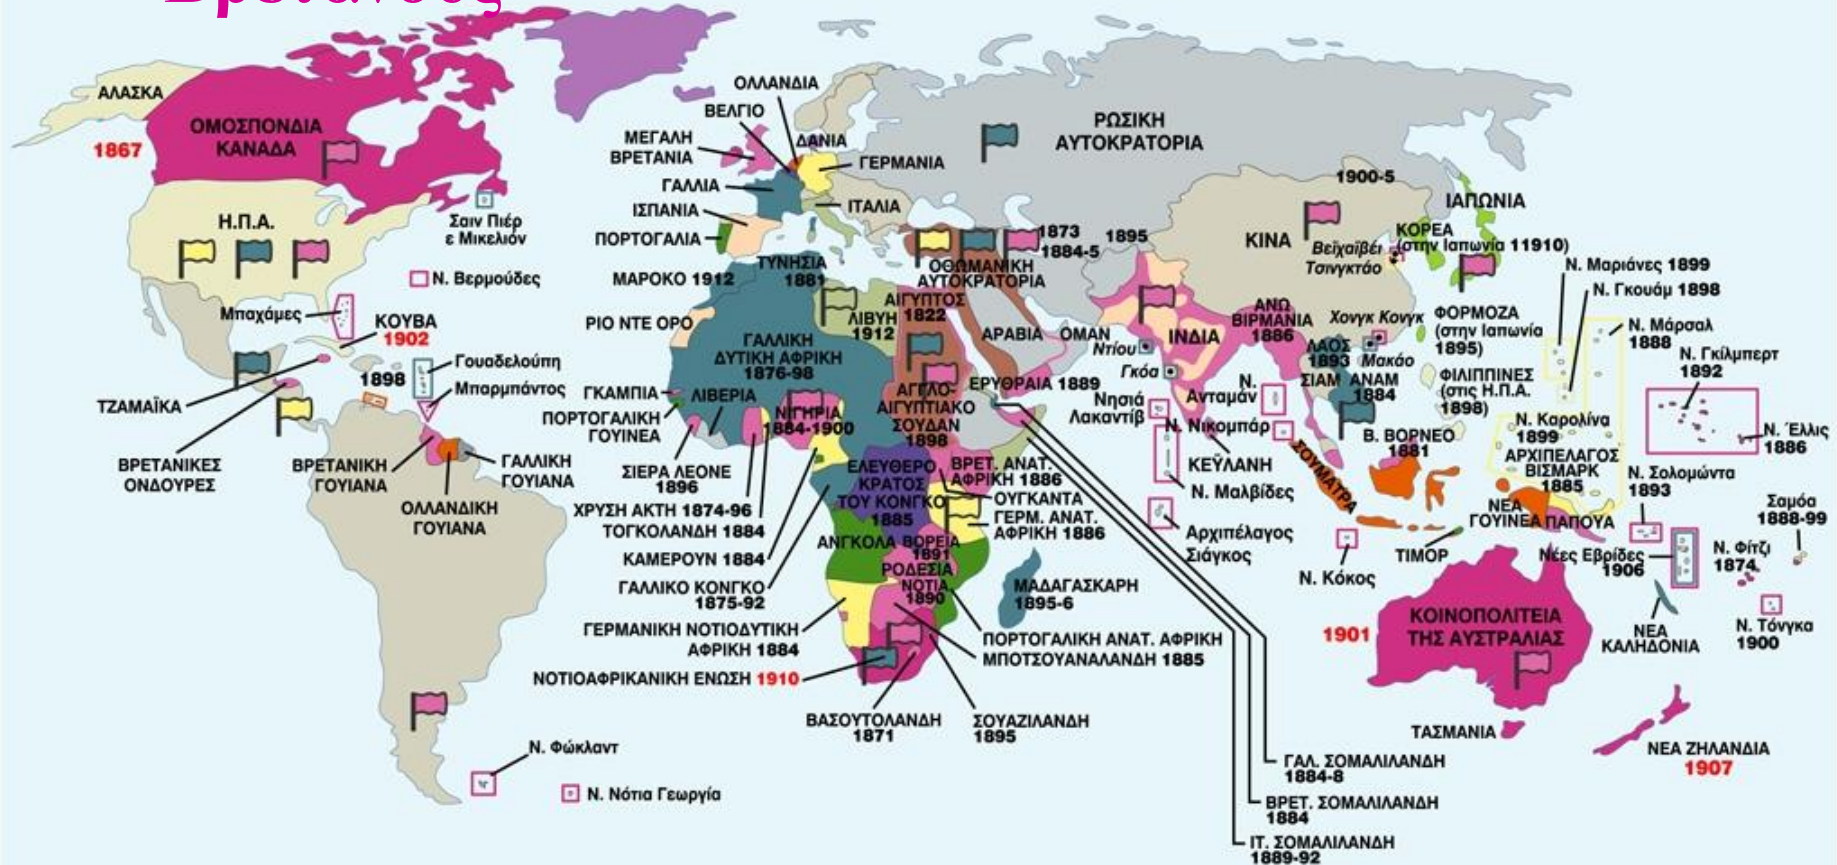 Βρετανούς
ΑΛΑΣΚΑ
1867
ΟΜΟΣΠΟΝΔΙΑ
ΚΑΝΑΔΑ
Η.Π.Α.
Σαιν Πιέρ
ε Μικελιόν
Ν. Βερμούδες
Μπαχάμες
ΚΟΥΒΑ
1902
Γουαδελούπη
1898
Μπαρμπάντος
ΤΖΑΜΑΪΚΑ
ΒΡΕΤΑΝΙΚΕΣ
ΟΝΔΟΥΡΕΣ
ΒΡΕΤΑΝΙΚΗ
ΓΟΥΙΑΝΑ
ΓΑΛΛΙΚΗ
ΓΟΥΙΑΝΑ
ΟΛΛΑΝΔΙΚΗ
ΓΟΥΙΑΝΑ
Ν. Φώκλαντ
Ν. Νότια Γεωργία
ΟΛΛΑΝΔΙΑ
ΒΕΛΓΙΟ
ΜΕΓΑΛΗ
ΒΡΕΤΑΝΙΑ
ΔΑΝΙΑ
ΓΕΡΜΑΝΙΑ
ΓΑΛΛΙΑ
ΙΣΠΑΝΙΑ
ΙΤΑΛΙΑ
ΠΟΡΤΟΓΑΛΙΑ
ΜΑΡΟΚΟ 1912
ΤΥΝΗΣΙΑ
1881
ΡΙΟ ΝΤΕ ΟΡΟ
ΛΙΒΥΗ
1912
ΑΙΓΥΠΤΟΣ
1822
ΓΑΛΛΙΚΗ
ΔΥΤΙΚΗ ΑΦΡΙΚΗ
1876-98
ΓΚΑΜΠΙΑ
ΛΙΒΕΡΙΑ
ΠΟΡΤΟΓΑΛΙΚΗ
ΓΟΥΙΝΕΑ
ΝΙΓΗΡΙΑ
1884-1900
ΑΓΓΛΟ-
ΑΙΓΥΠΤΙΑΚΟ
ΣΟΥΔΑΝ
1898
ΕΡΥΘΡΑΙΑ 1889
ΣΙΕΡΑ ΛΕΟΝΕ
1896
ΧΡΥΣΗ ΑΚΤΗ 1874-96
ΤΟΓΚΟΛΑΝΔΗ 1884
ΚΑΜΕΡΟΥΝ 1884
ΓΑΛΛΙΚΟ ΚΟΝΓΚΟ
1875-92
ΕΛΕΥΘΕΡΟ
ΚΡΑΤΟΣ
ΤΟΥ ΚΟΝΓΚΟ
1885
ΒΡΕΤ. ΑΝΑΤ.
ΑΦΡΙΚΗ 1886
ΟΥΓΚΑΝΤΑ
ΓΕΡΜ. ΑΝΑΤ.
ΑΦΡΙΚΗ 1886
ΑΝΓΚΟΛΑ
ΒΟΡΕΙΑ
1891
ΡΟΔΕΣΙΑ
ΝΟΤΙΑ
1890
ΜΑΔΑΓΑΣΚΑΡΗ
1895-6
ΓΕΡΜΑΝΙΚΗ ΝΟΤΙΟΔΥΤΙΚΗ
ΑΦΡΙΚΗ 1884
ΠΟΡΤΟΓΑΛΙΚΗ ΑΝΑΤ. ΑΦΡΙΚΗ
ΜΠΟΤΣΟΥΑΝΑΛΑΝΔΗ 1885
ΝΟΤΙΟΑΦΡΙΚΑΝΙΚΗ ΕΝΩΣΗ 1910
ΒΑΣΟΥΤΟΛΑΝΔΗ
1871
ΣΟΥΑΖΙΛΑΝΔΗ
1895
ΓΑΛ. ΣΟΜΑΛΙΛΑΝΔΗ
1884-8
ΒΡΕΤ. ΣΟΜΑΛΙΛΑΝΔΗ
1884
ΙΤ. ΣΟΜΑΛΙΛΑΝΔΗ
1889-92
ΡΩΣΙΚΗ
ΑΥΤΟΚΡΑΤΟΡΙΑ
1873
1884-5
1895
ΟΘΩΜΑΝΙΚΗ
ΑΥΤΟΚΡΑΤΟΡΙΑ
ΑΡΑΒΙΑ
ΟΜΑΝ
1900-5
ΚΙΝΑ
ΙΑΠΩΝΙΑ
ΚΟΡΕΑ
(στην Ιαπωνία 11910)
Βεϊχαϊβέι
Τσινγκτάο
ΙΝΔΙΑ
Ντίου
Γκόα
ΑΝΩ
ΒΙΡΜΑΝΙΑ
1886
Χονγκ Κονγκ
Μακάο
ΛΑΟΣ
1893
ΣΙΑΜ
ΑΝΑΜ
1884
ΦΟΡΜΟΖΑ
(στην Ιαπωνία
1895)
ΦΙΛΙΠΠΙΝΕΣ
(στις Η.Π.Α.
1898)
Νησιά
Λακαντίβ
Ν.
Ανταμάν
Ν. Νικομπάρ
ΚΕΫΛΑΝΗ
Ν. Μαλβίδες
Αρχιπέλαγος
Σιάγκος
ΣΟΥΜΑΤΡΑ
Β. ΒΟΡΝΕΟ
1881
Ν. Κόκος
ΤΙΜΟΡ
Ν. Μαριάνες 1899
Ν. Γκουάμ 1898
Ν. Μάρσαλ
1888
Ν. Γκίλμπερτ
1892
Ν. Έλλις
1886
Ν. Καρολίνα
1899
ΑΡΧΙΠΕΛΑΓΟΣ
ΒΙΣΜΑΡΚ
1885
Ν. Σολομώντα
1893
ΝΕΑ
ΓΟΥΙΝΕΑ
ΠΑΠΟΥΑ
Σαμόα
1888-99
Νέες Εβρίδες
1906
Ν. Φίτζι
1874
Ν. Τόνγκα
1900
ΝΕΑ
ΚΑΛΗΔΟΝΙΑ
1901
ΚΟΙΝΟΠΟΛΙΤΕΙΑ
ΤΗΣ ΑΥΣΤΡΑΛΙΑΣ
ΤΑΣΜΑΝΙΑ
ΝΕΑ ΖΗΛΑΝΔΙΑ
1907